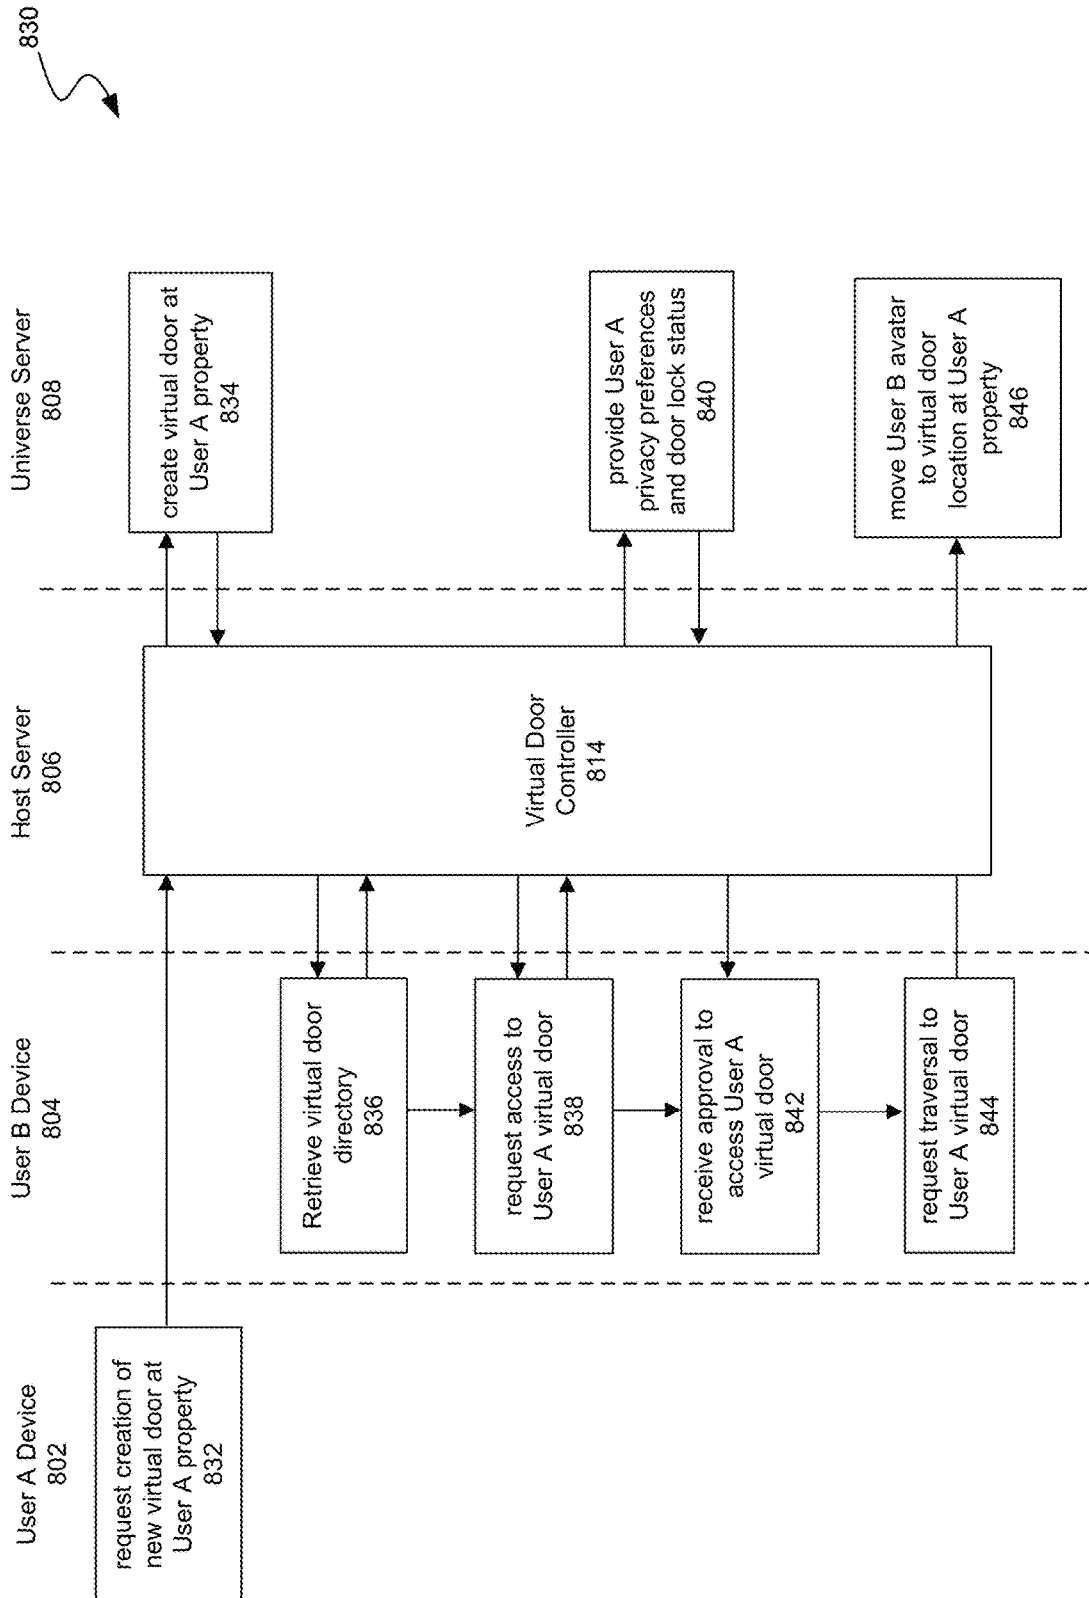 830
User A Device
802
User B Device
804
Host Server
806
Universe Server
808
request creation of
new virtual door at
User A property
832
create virtual door at
User A property
834
Retrieve virtual door
directory
836
request access to
User A virtual door
838
Virtual Door
Controller
814
provide User A
privacy preferences
and door lock status
840
receive approval to
access User A
virtual door
842
request traversal to
User A virtual door
844
move User B avatar
to virtual door
location at User A
property
846